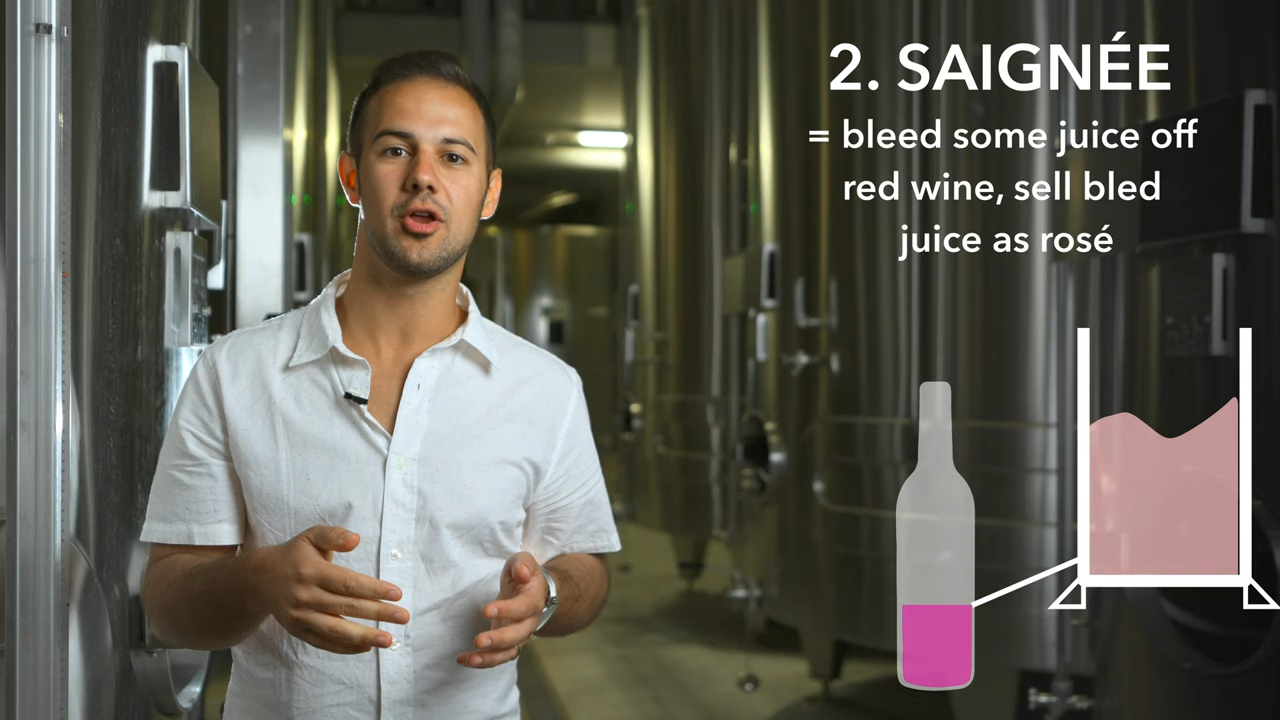 2. SAIGNÉE
= bleed some juice off
red wine, sell bled
juice as rosé